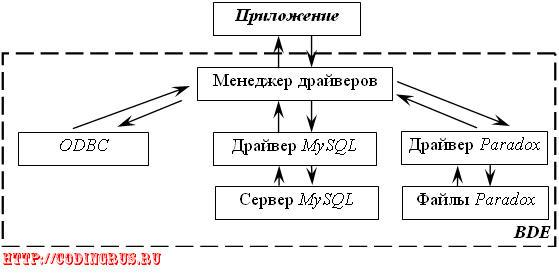 Приложение
Менеджер драйверов
ODBC
Драйвер MySQL
Драйвер Paradox
Сервер MySQL
Файлы Paradox
BDE
HTTP://CODINGRUS.RU